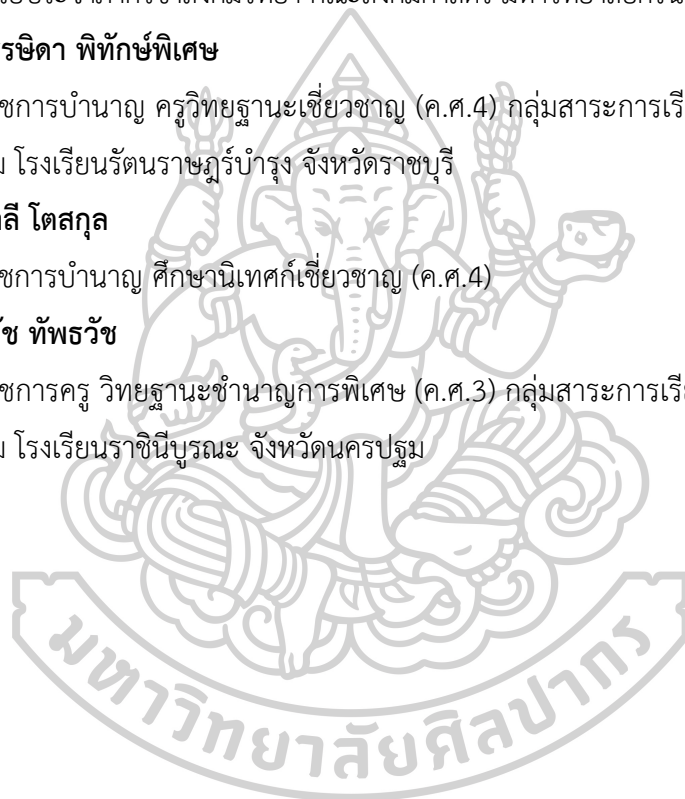 รษิดา พิทักษ์พิเศษ
ชการบำนาญ ครูวิทยฐานะเชี่ยวชาญ (ค.ศ.4) กลุ่มสาระการเรี
ม โรงเรียนรัตนราษฎร์บำรุง จังหวัดราชบุรี
ลี โตสกุล
ชการบำนาญ ศึกษานิเทศก์เชี่ยวชาญ (ค.ศ.4)
ัช ทัพธวัช
ชการครู วิทยฐานะชำนาญการพิเศษ (ค.ศ.3) กลุ่มสาระการเรี
ม โรงเรียนราชินีบูรณะ จังหวัดนครปฐม
มหาวิทยาลัยศิลปากร